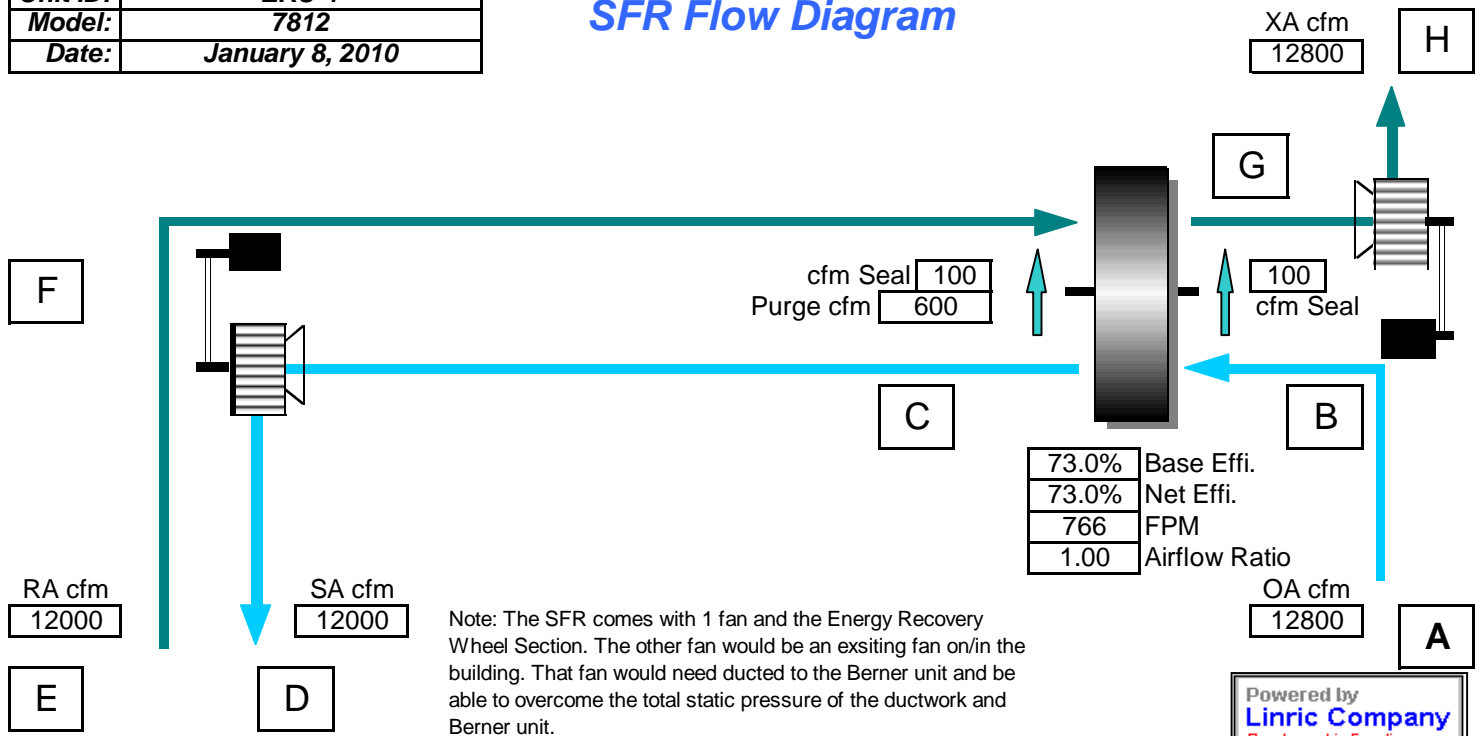 SFR Flow Diagram
Model: 7812
Date: January 8, 2010
XA cfm
12800
H
G
F
cfm Seal 100
Purge cfm 600
100
cfm Seal
C
B
73.0% Base Effi.
73.0% Net Effi.
766 FPM
1.00 Airflow Ratio
RA cfm
12000
SA cfm
12000
OA cfm
12800
A
E
D
Note: The SFR comes with 1 fan and the Energy Recovery
Wheel Section. The other fan would be an exsiting fan on/in the
building. That fan would need ducted to the Berner unit and be
able to overcome the total static pressure of the ductwork and
Berner unit.
Powered by
Linric Company